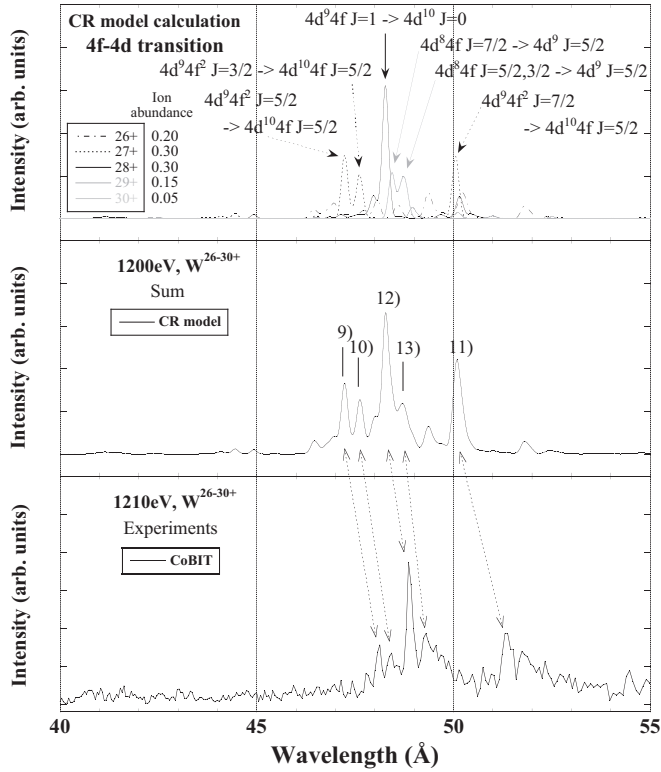 CR model calculation
4f-4d transition
4d⁹4f J=1 -> 4d¹⁰ J=0
4d⁸4f J=7/2 -> 4d⁹ J=5/2
4d⁹4f² J=3/2 -> 4d¹⁰4f J=5/2
4d⁸4f J=5/2,3/2 -> 4d⁹ J=5/2
4d⁹4f² J=5/2
-> 4d¹⁰4f J=5/2
4d⁹4f² J=7/2
-> 4d¹⁰4f J=5/2
Ion
abundance
26+ 0.20
27+ 0.30
28+ 0.30
29+ 0.15
30+ 0.05
Intensity (arb. units)
1200eV, W²⁶⁻³⁰⁺
Sum
CR model
9)
10)
12)
13)
11)
Intensity (arb. units)
1210eV, W²⁶⁻³⁰⁺
Experiments
CoBIT
Intensity (arb. units)
40 45 50 55
Wavelength (Å)